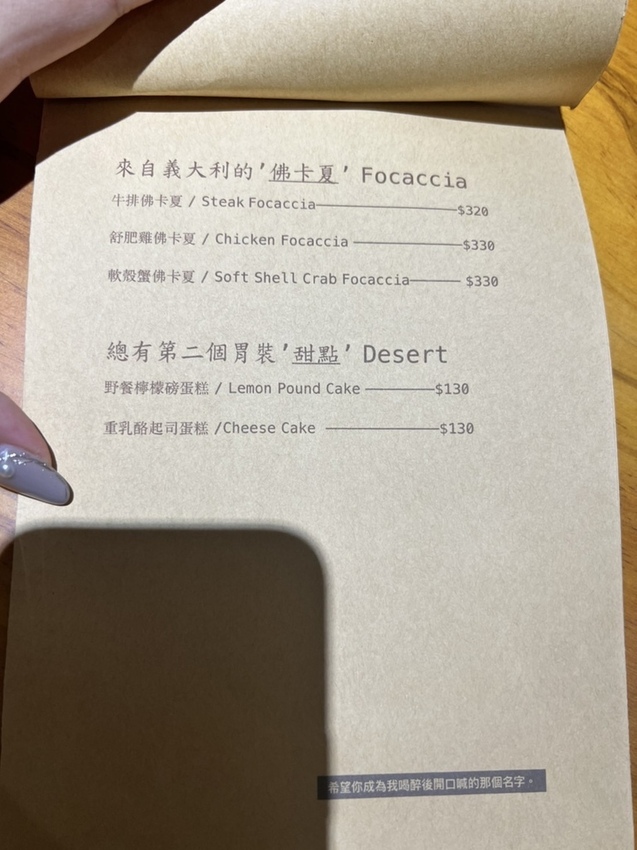 來自義大利的’佛卡夏’ Focaccia
牛排佛卡夏 / Steak Focaccia $320
舒肥雞佛卡夏 / Chicken Focaccia $330
軟殼蟹佛卡夏 / Soft Shell Crab Focaccia $330
總有第二個胃裝’甜點’ Desert
野餐檸檬磅蛋糕 / Lemon Pound Cake $130
重乳酪起司蛋糕 /Cheese Cake $130
希望你成為我喝醉後開口喊的那個名字。